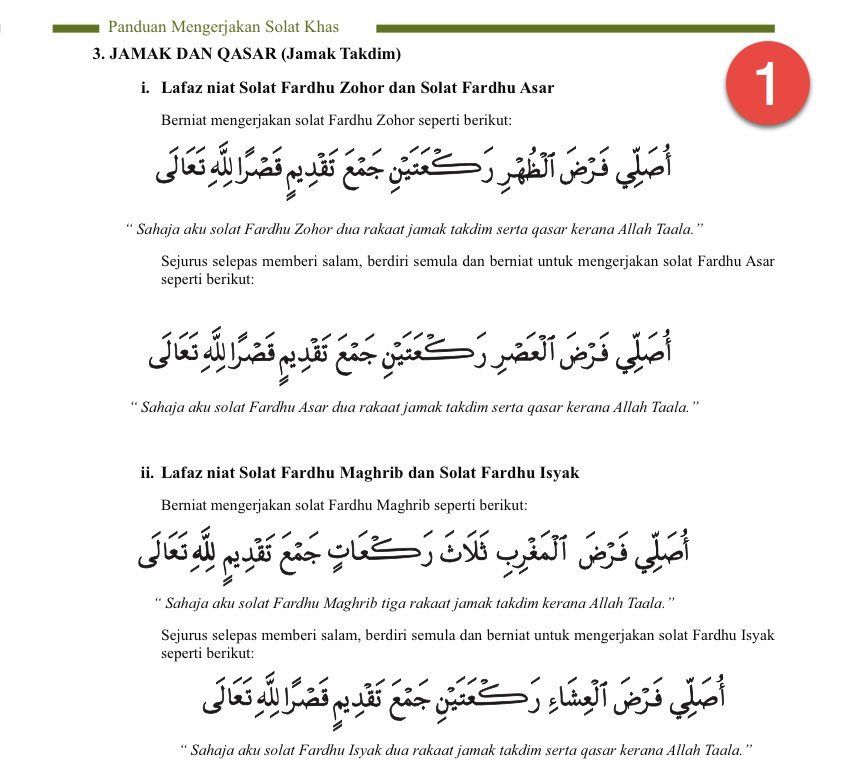 Panduan Mengerjakan Solat Khas
1
3. JAMAK DAN QASAR (Jamak Takdim)
i. Lafaz niat Solat Fardhu Zohor dan Solat Fardhu Asar
Berniat mengerjakan solat Fardhu Zohor seperti berikut:
أُصَلِّي فَرْضَ ٱلظُّهْرِ رَكْعَتَيْنِ جَمْعَ تَقْدِيمٍ قَصْرًا لِلَّهِ تَعَالَى
“ Sahaja aku solat Fardhu Zohor dua rakaat jamak takdim serta qasar kerana Allah Taala.”
Sejurus selepas memberi salam, berdiri semula dan berniat untuk mengerjakan solat Fardhu Asar
seperti berikut:
أُصَلِّي فَرْضَ ٱلْعَصْرِ رَكْعَتَيْنِ جَمْعَ تَقْدِيمٍ قَصْرًا لِلَّهِ تَعَالَى
“ Sahaja aku solat Fardhu Asar dua rakaat jamak takdim serta qasar kerana Allah Taala.”
ii. Lafaz niat Solat Fardhu Maghrib dan Solat Fardhu Isyak
Berniat mengerjakan solat Fardhu Maghrib seperti berikut:
أُصَلِّي فَرْضَ ٱلْمَغْرِبِ ثَلَاثَ رَكَعَاتٍ جَمْعَ تَقْدِيمٍ لِلَّهِ تَعَالَى
“ Sahaja aku solat Fardhu Maghrib tiga rakaat jamak takdim kerana Allah Taala.”
Sejurus selepas memberi salam, berdiri semula dan berniat untuk mengerjakan solat Fardhu Isyak
seperti berikut:
أُصَلِّي فَرْضَ ٱلْعِشَاءِ رَكْعَتَيْنِ جَمْعَ تَقْدِيمٍ قَصْرًا لِلَّهِ تَعَالَى
“ Sahaja aku solat Fardhu Isyak dua rakaat jamak takdim serta qasar kerana Allah Taala.”